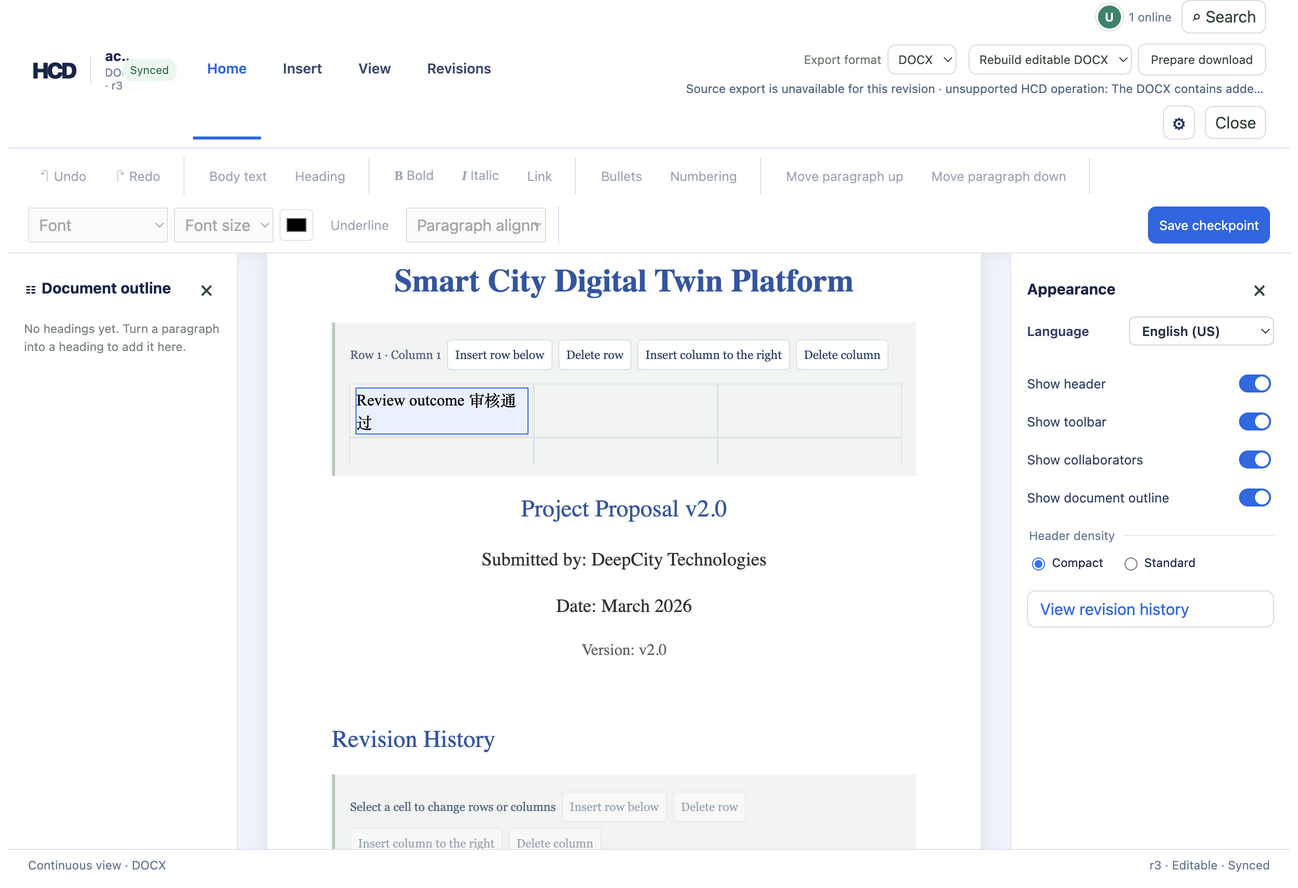 U 1 online Search
HCD
ac..
DO
· r3
Synced
Home Insert View Revisions
Export format DOCX Rebuild editable DOCX Prepare download
Source export is unavailable for this revision · unsupported HCD operation: The DOCX contains adde...
Close
Undo Redo Body text Heading B Bold I Italic Link Bullets Numbering Move paragraph up Move paragraph down
Font Font size Underline Paragraph alignm Save checkpoint
Document outline
No headings yet. Turn a paragraph
into a heading to add it here.
Smart City Digital Twin Platform
Row 1 · Column 1 Insert row below Delete row Insert column to the right Delete column
Review outcome 审核通
过
Project Proposal v2.0
Submitted by: DeepCity Technologies
Date: March 2026
Version: v2.0
Revision History
Select a cell to change rows or columns Insert row below Delete row
Insert column to the right Delete column
Appearance
Language English (US)
Show header
Show toolbar
Show collaborators
Show document outline
Header density
Compact Standard
View revision history
Continuous view · DOCX
r3 · Editable · Synced